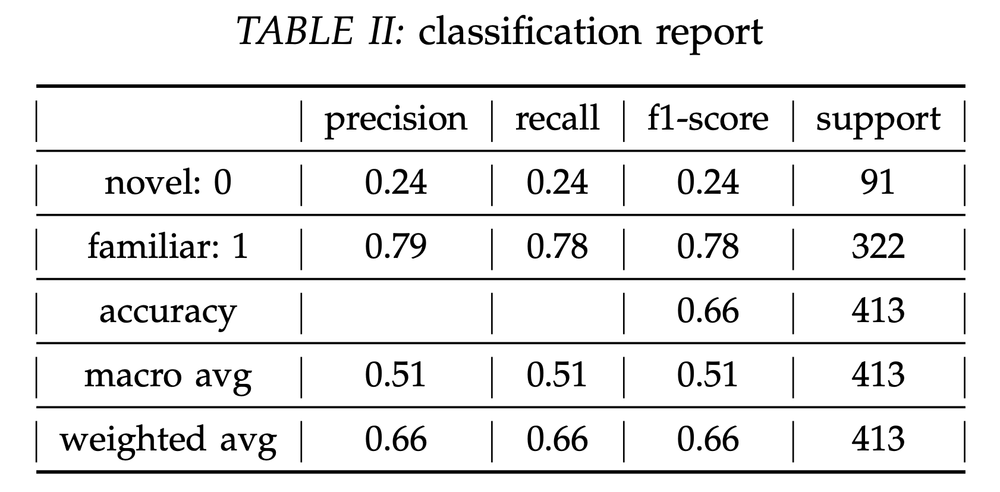 TABLE II: classification report
precision recall f1-score support
novel: 0 0.24 0.24 0.24 91
familiar: 1 0.79 0.78 0.78 322
accuracy 0.66 413
macro avg 0.51 0.51 0.51 413
weighted avg 0.66 0.66 0.66 413